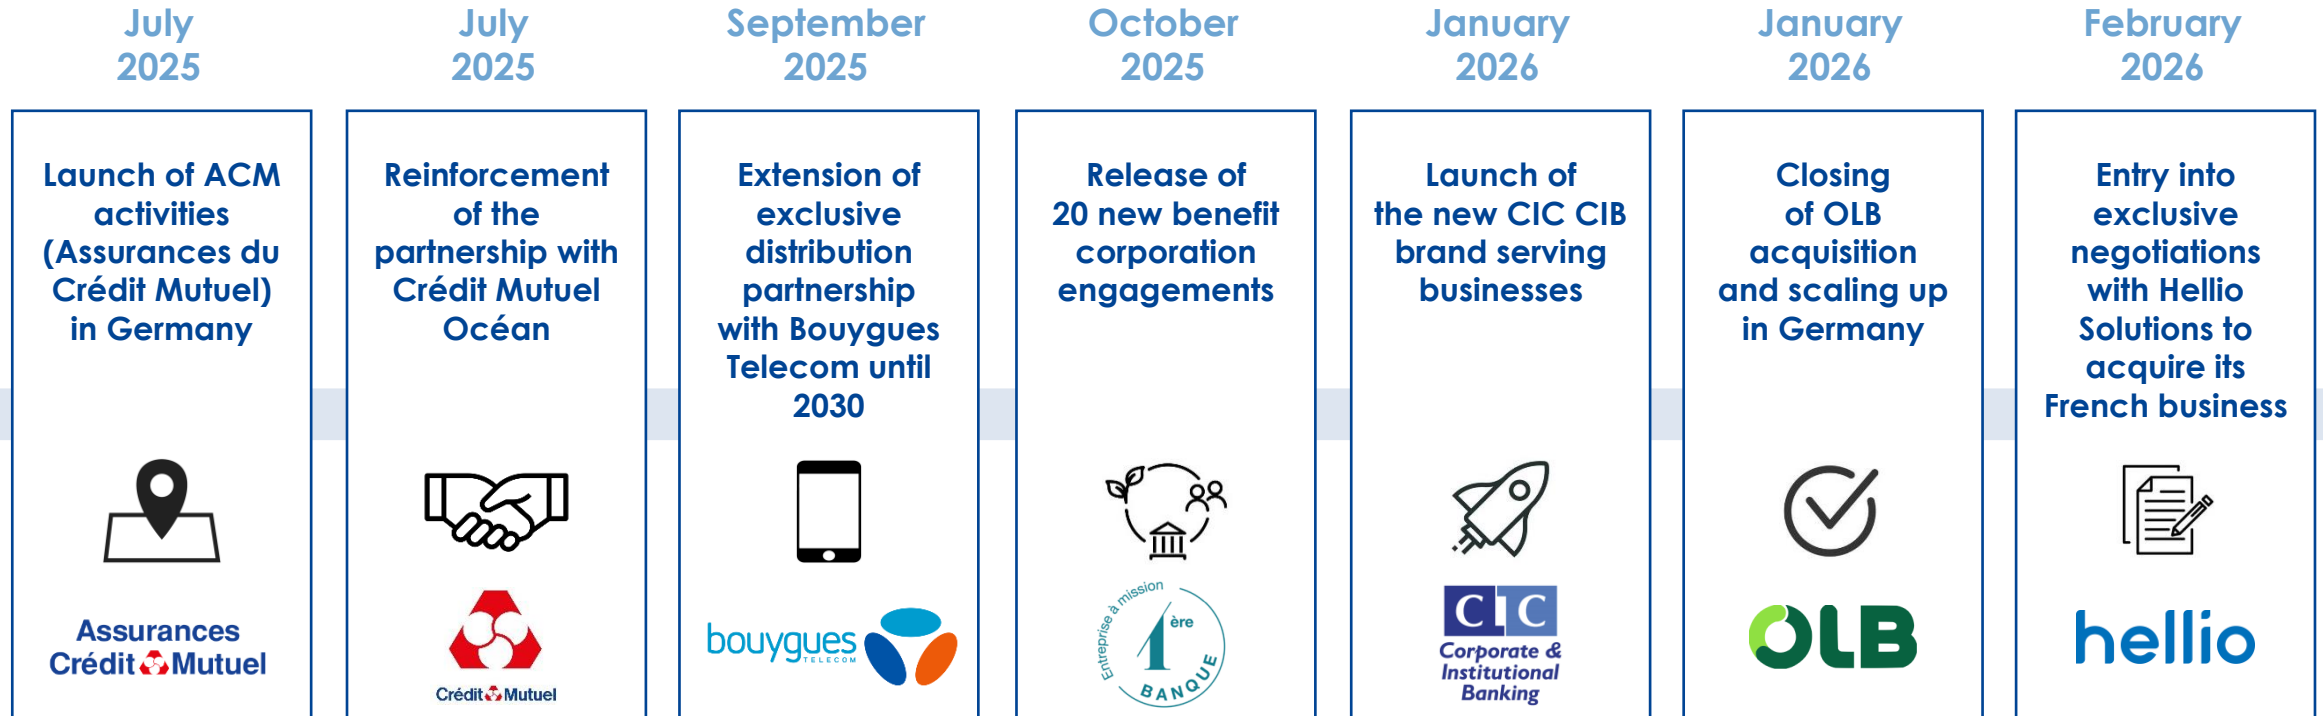 July
2025
Launch of ACM
activities
(Assurances du
Crédit Mutuel)
in Germany
Assurances
Crédit Mutuel
July
2025
Reinforcement
of the
partnership with
Crédit Mutuel
Océan
Crédit Mutuel
September
2025
Extension of
exclusive
distribution
partnership
with Bouygues
Telecom until
2030
bouygues
TELECOM
October
2025
Release of
20 new benefit
corporation
engagements
Entreprise à mission
1ère
BANQUE
January
2026
Launch of
the new CIC CIB
brand serving
businesses
CIC
Corporate &
Institutional
Banking
January
2026
Closing
of OLB
acquisition
and scaling up
in Germany
OLB
February
2026
Entry into
exclusive
negotiations
with Hellio
Solutions to
acquire its
French business
hellio